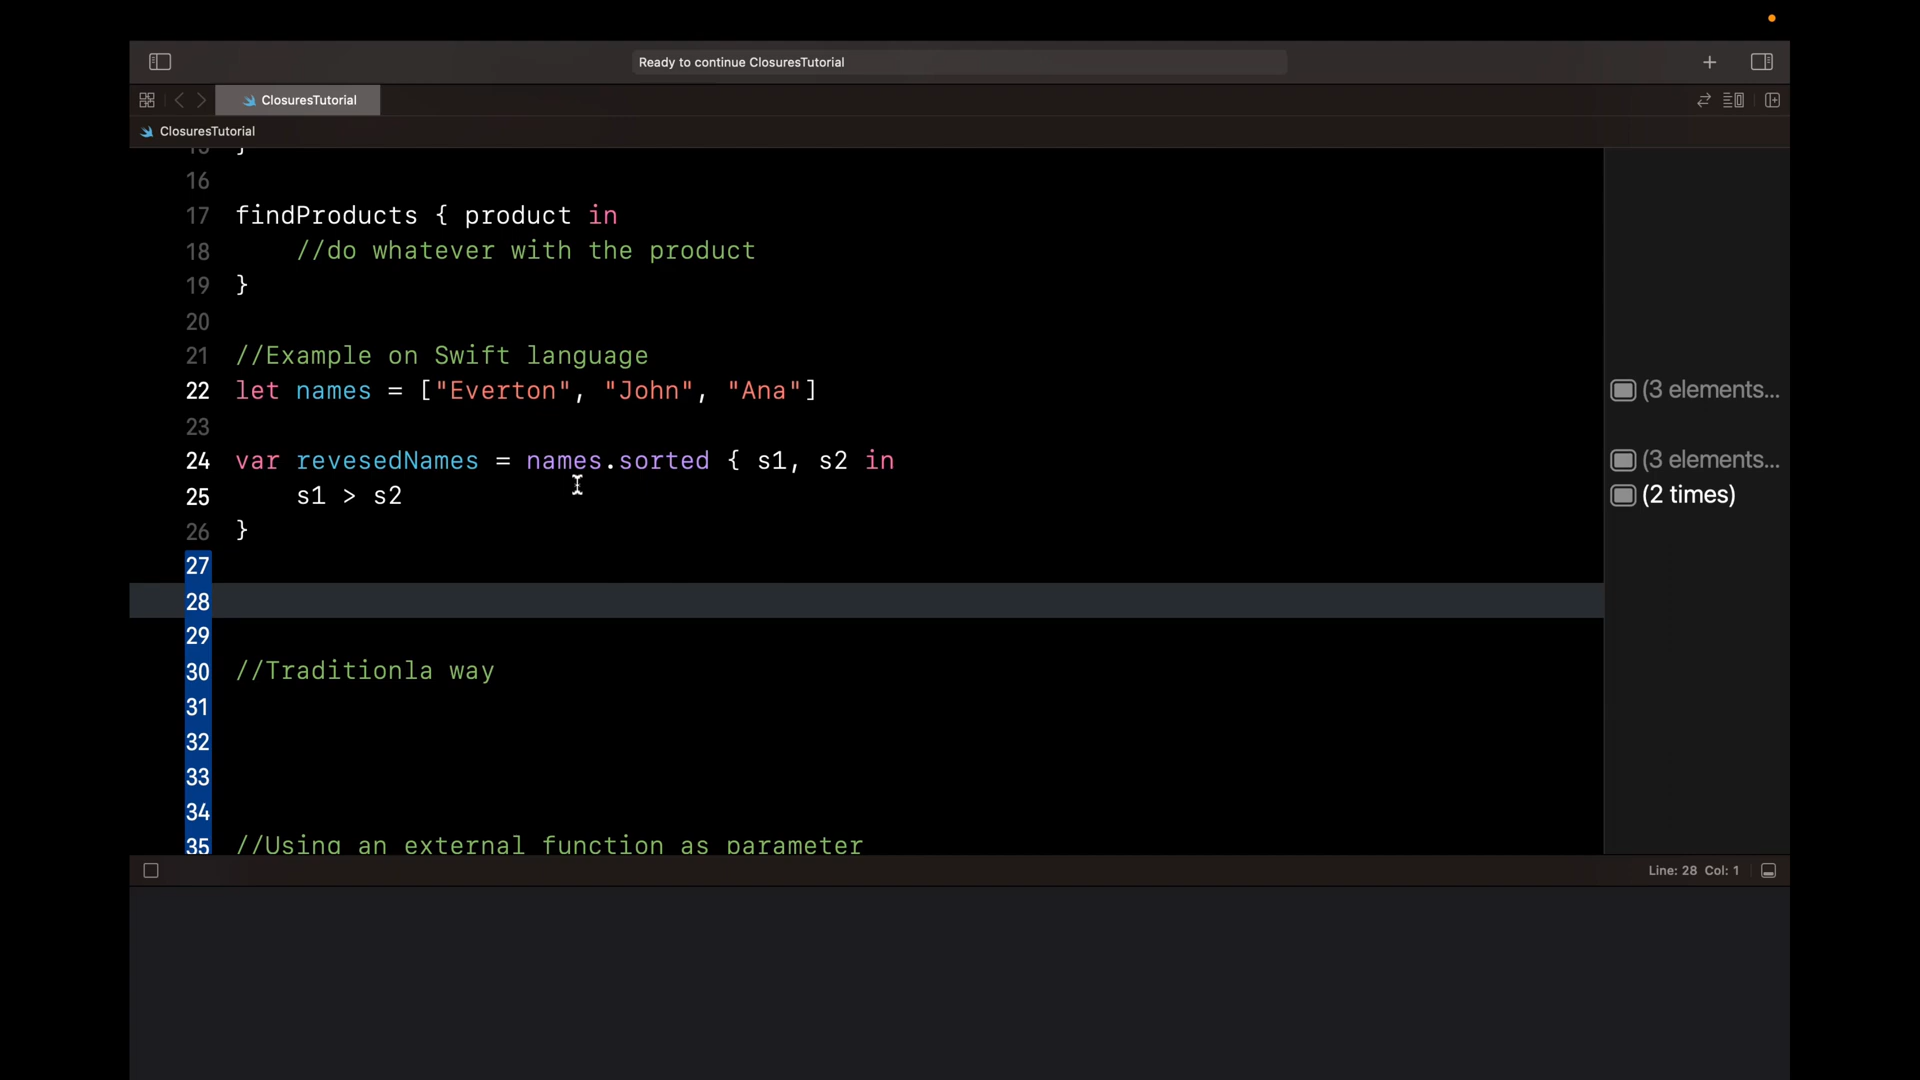 Ready to continue ClosuresTutorial
ClosuresTutorial
ClosuresTutorial
}
16
17 findProducts { product in
18 //do whatever with the product
19 }
20
21 //Example on Swift language
22 let names = ["Everton", "John", "Ana"] (3 elements...
23
24 var revesedNames = names.sorted { s1, s2 in (3 elements...
25 s1 > s2 (2 times)
26 }
27
28
29
30 //Traditionla way
31
32
33
34
35 //Using an external function as parameter
Line: 28 Col: 1